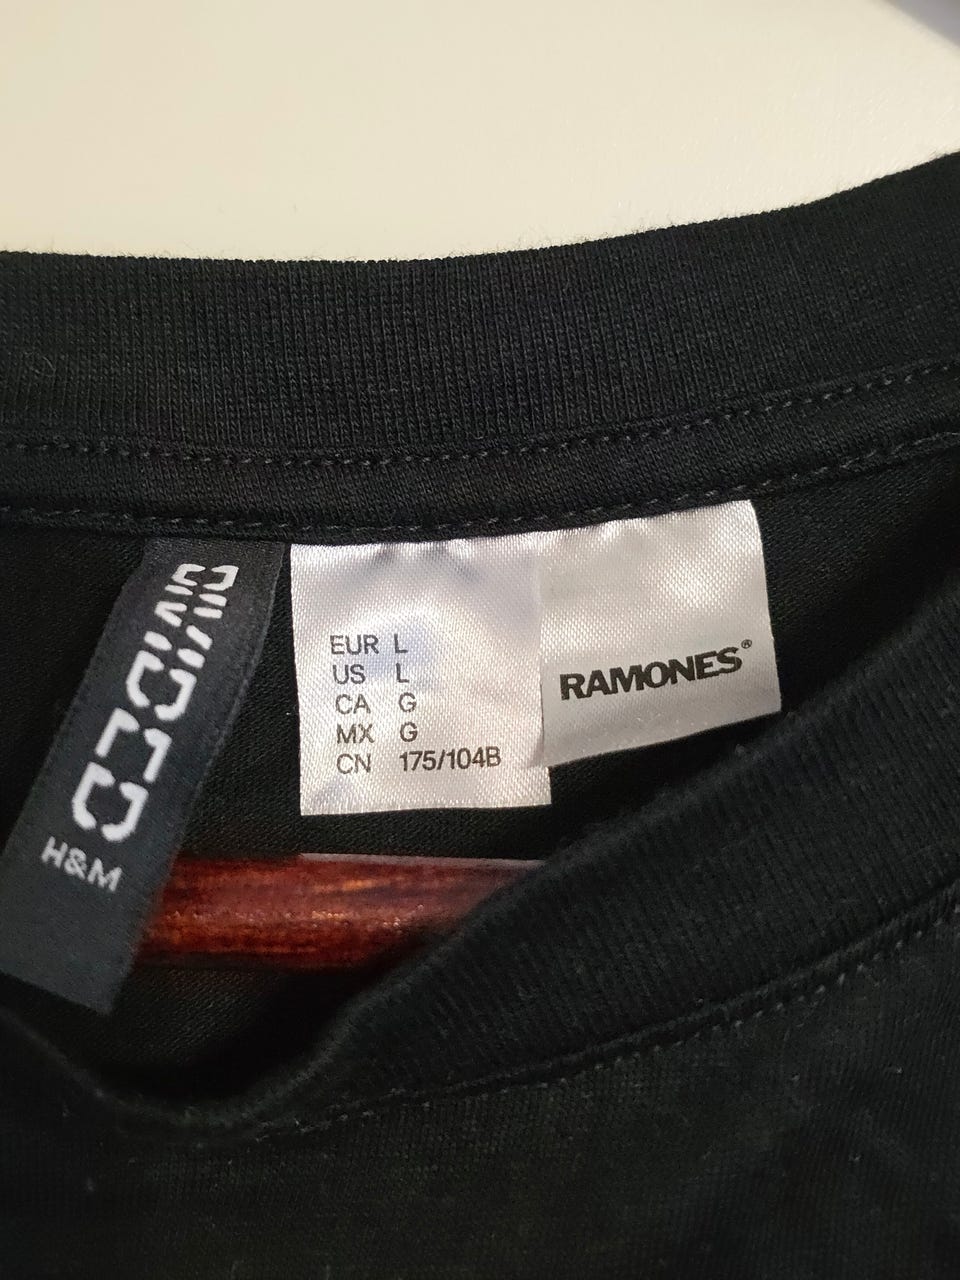 DIVIDED
H&M
EUR L
US L
CA G
MX G
CN 175/104B
RAMONES®